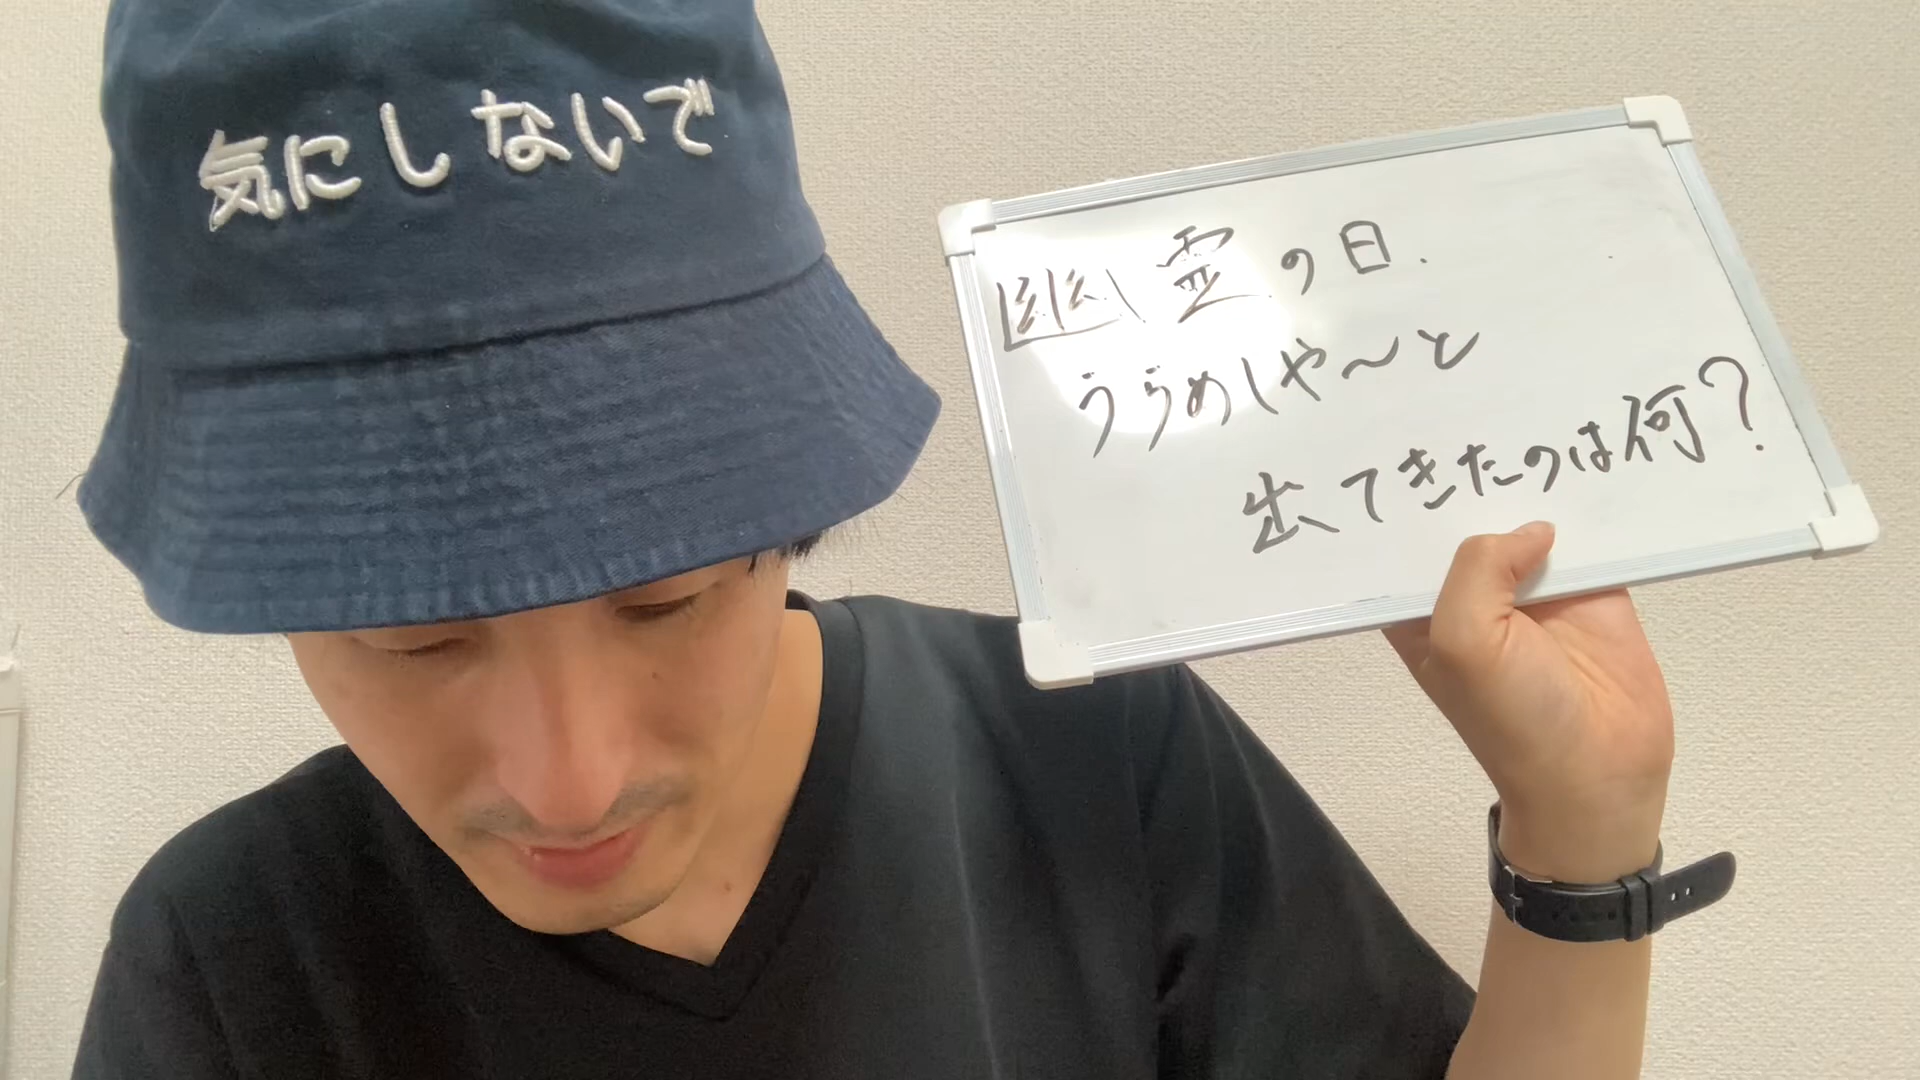 気にしないで
幽霊の日.
うらめしや〜と
出てきたのは何?